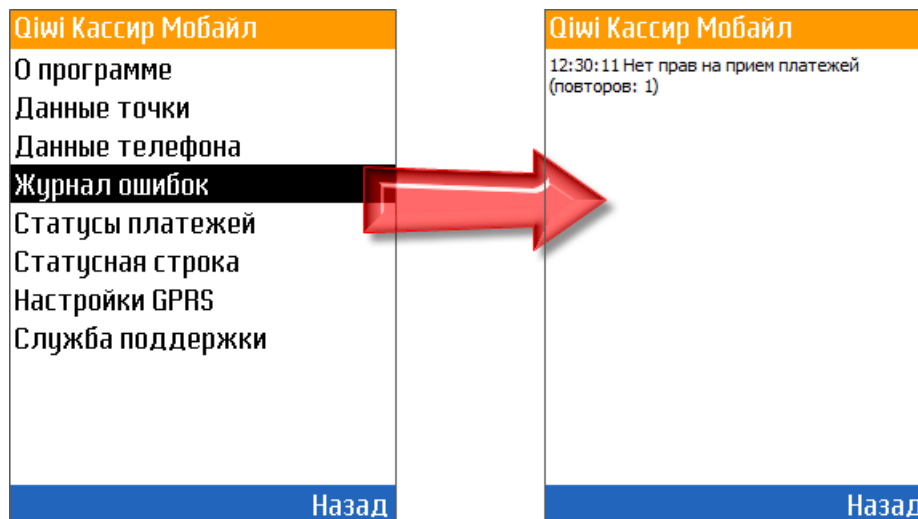 Qiwi Кассир Мобайл
О программе
Данные точки
Данные телефона
Журнал ошибок
Статусы платежей
Статусная строка
Настройки GPRS
Служба поддержки
Назад
Qiwi Кассир Мобайл
12:30:11 Нет прав на прием платежей
(повторов: 1)
Назад